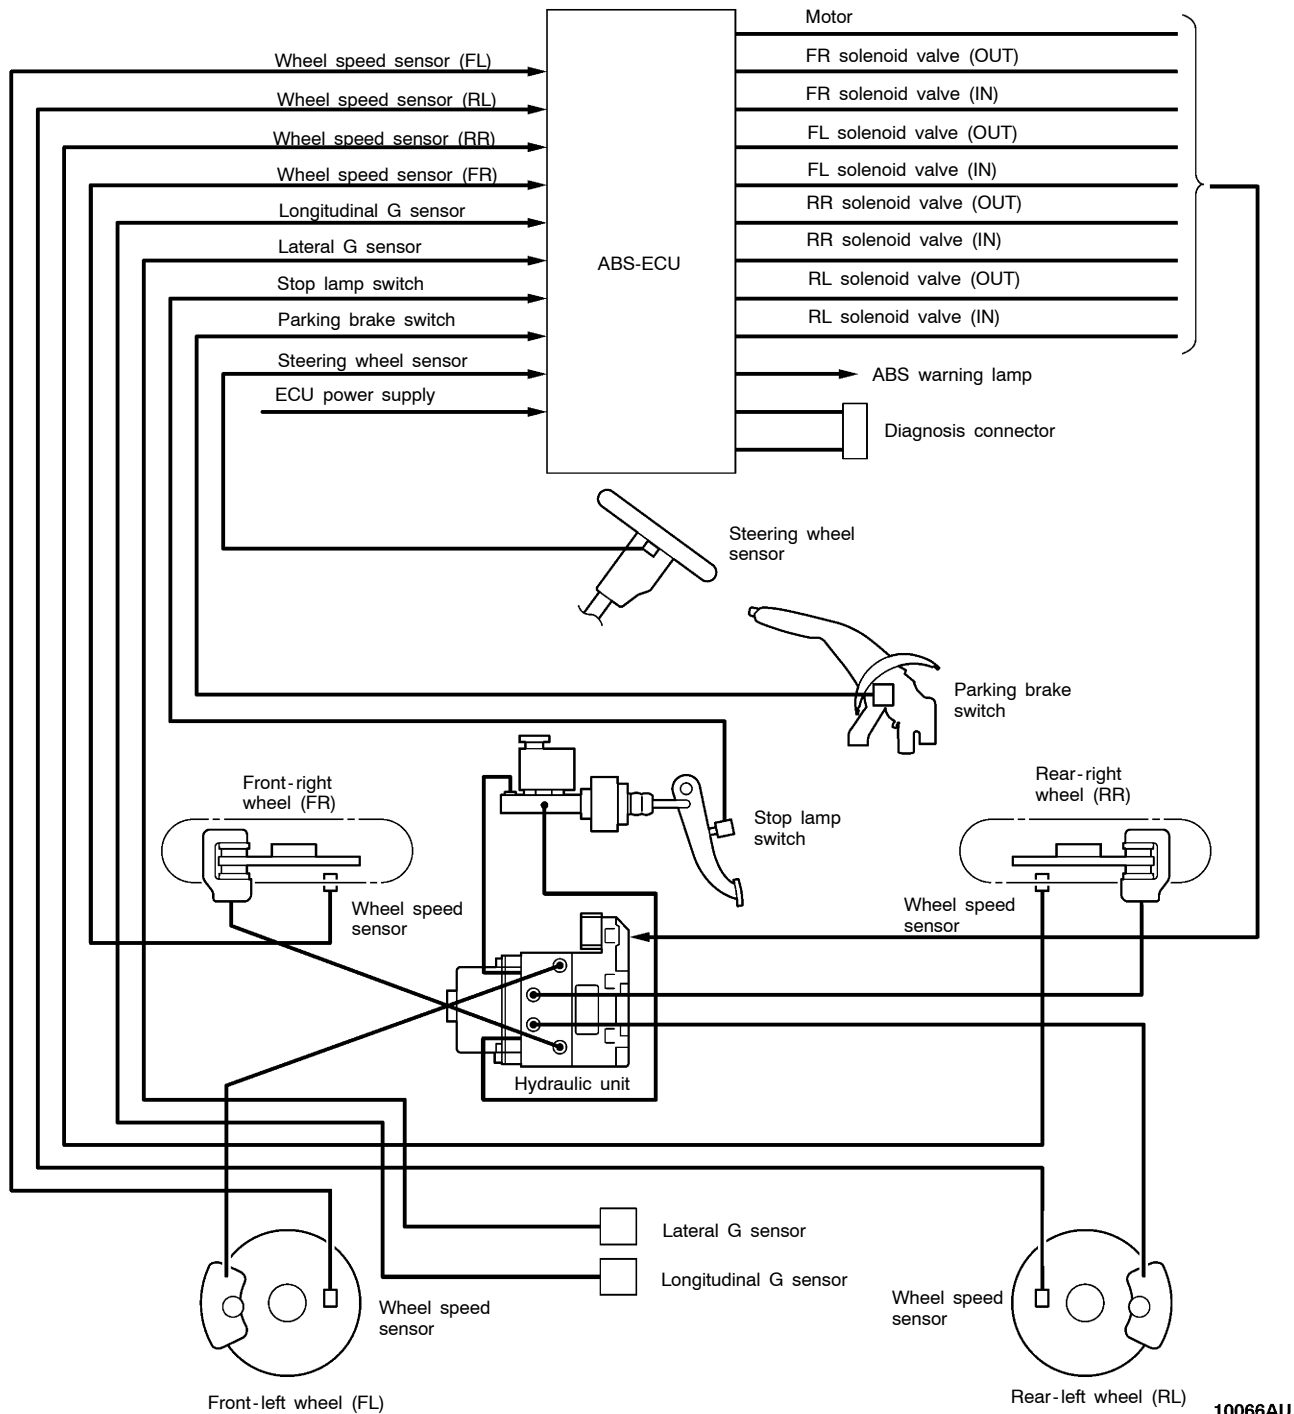 Motor
Wheel speed sensor (FL)
FR solenoid valve (OUT)
Wheel speed sensor (RL)
FR solenoid valve (IN)
Wheel speed sensor (RR)
FL solenoid valve (OUT)
Wheel speed sensor (FR)
FL solenoid valve (IN)
Longitudinal G sensor
RR solenoid valve (OUT)
Lateral G sensor
RR solenoid valve (IN)
ABS-ECU
Stop lamp switch
RL solenoid valve (OUT)
Parking brake switch
RL solenoid valve (IN)
Steering wheel sensor
ABS warning lamp
ECU power supply
Diagnosis connector
Steering wheel
sensor
Parking brake
switch
Front-right
wheel (FR)
Rear-right
wheel (RR)
Stop lamp
switch
Wheel speed
sensor
Wheel speed
sensor
Hydraulic unit
Lateral G sensor
Longitudinal G sensor
Wheel speed
sensor
Wheel speed
sensor
Front-left wheel (FL)
Rear-left wheel (RL)
10066AU